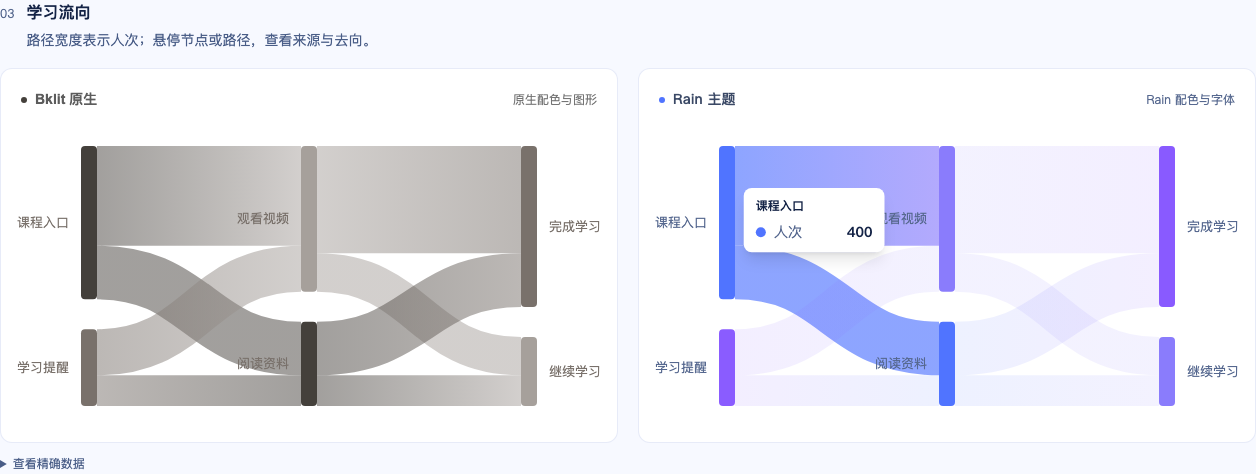 03 学习流向
路径宽度表示人次；悬停节点或路径，查看来源与去向。
Bklit 原生
原生配色与图形
课程入口
观看视频
完成学习
学习提醒
阅读资料
继续学习
Rain 主题
Rain 配色与字体
课程入口
课程入口
人次 400
看视频
完成学习
学习提醒
阅读资料
继续学习
查看精确数据